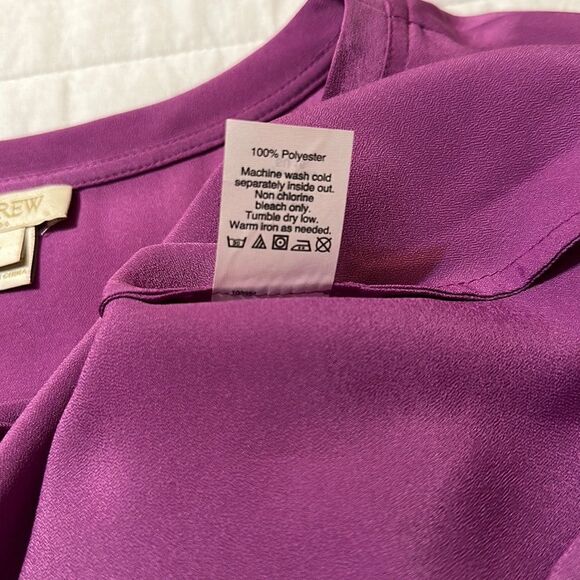 REW
CHINA
100% Polyester
Machine wash cold
separately inside out.
Non chlorine
bleach only.
Tumble dry low.
Warm iron as needed.